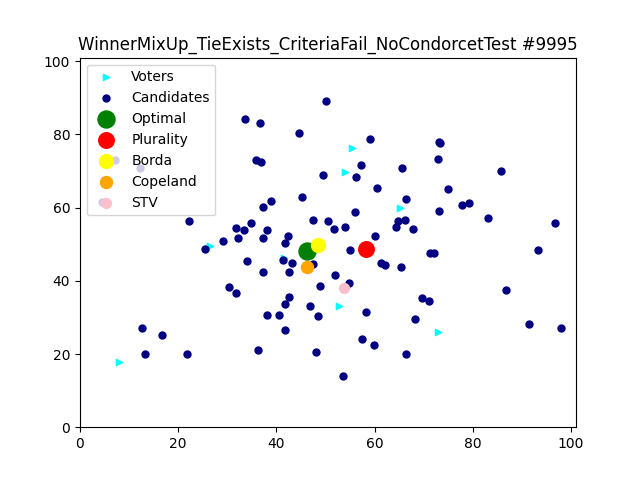 WinnerMixUp_TieExists_CriteriaFail_NoCondorcetTest #9995
100
80
60
40
20
0
Voters
Candidates
Optimal
Plurality
Borda
Copeland
STV
0 20 40 60 80 100